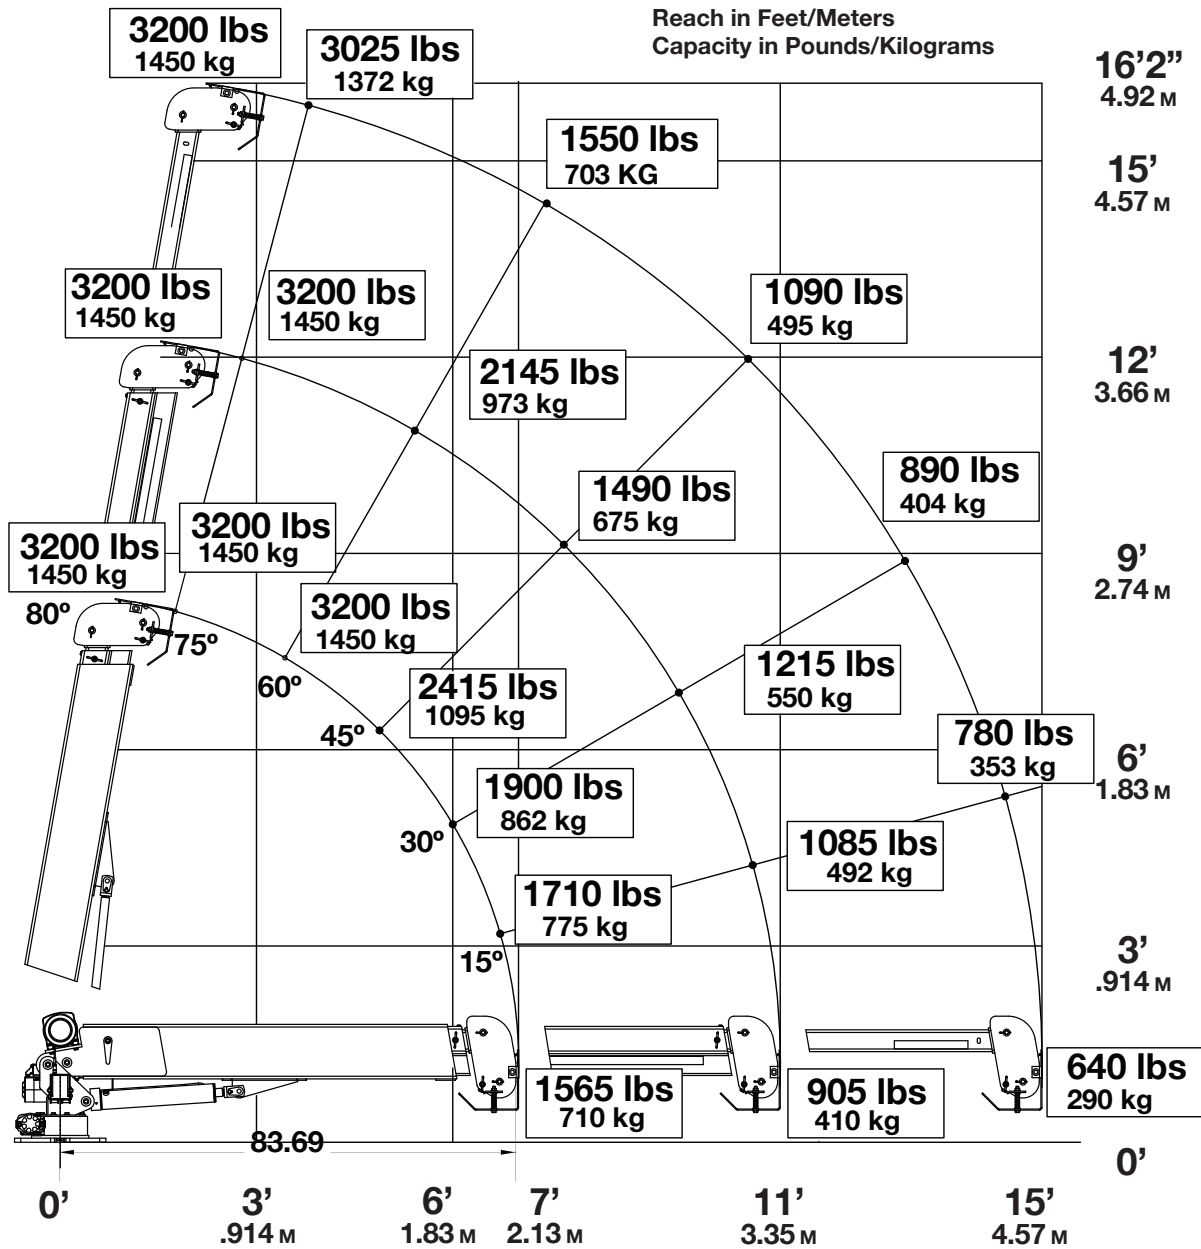 Reach in Feet/Meters
Capacity in Pounds/Kilograms
3200 lbs
1450 kg
3025 lbs
1372 kg
16’2”
4.92 M
1550 lbs
703 KG
15’
4.57 M
3200 lbs
1450 kg
3200 lbs
1450 kg
1090 lbs
495 kg
12’
3.66 M
2145 lbs
973 kg
890 lbs
404 kg
1490 lbs
675 kg
3200 lbs
1450 kg
3200 lbs
1450 kg
9’
2.74 M
80º
75º
3200 lbs
1450 kg
60º
1215 lbs
550 kg
2415 lbs
1095 kg
45º
780 lbs
353 kg
6’
1.83 M
1900 lbs
862 kg
30º
1085 lbs
492 kg
1710 lbs
775 kg
15º
3’
.914 M
1565 lbs
710 kg
905 lbs
410 kg
640 lbs
290 kg
83.69
0’
0’
3’
.914 M
6’
1.83 M
7’
2.13 M
11’
3.35 M
15’
4.57 M